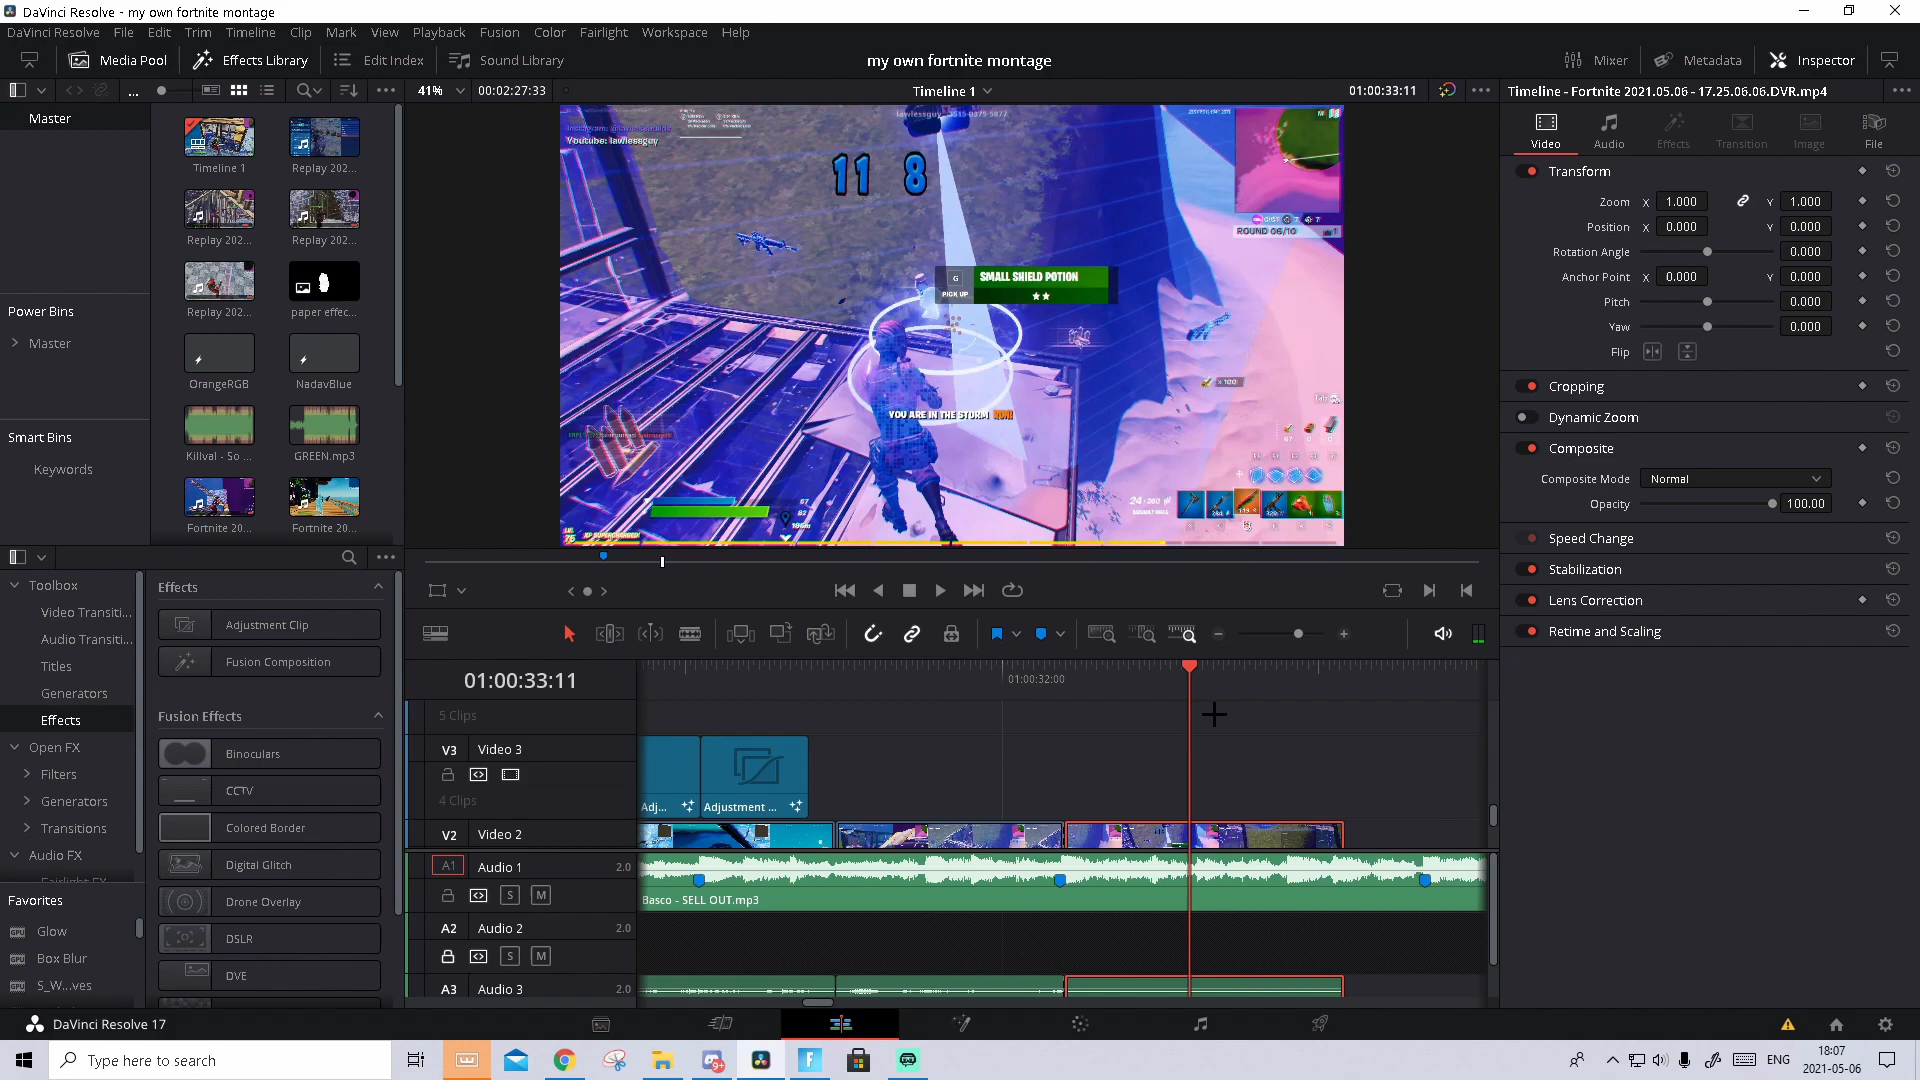 DaVinci Resolve - my own fortnite montage
DaVinci Resolve File Edit Trim Timeline Clip Mark View Playback Fusion Color Fairlight Workspace Help
Media Pool Effects Library Edit Index Sound Library my own fortnite montage Mixer Metadata Inspector
... 41% 00:02:27:33 Timeline 1 01:00:33:11 Timeline - Fortnite 2021.05.06 - 17.25.06.06.DVR.mp4
Master
Timeline 1
Replay 202...
Replay 202...
Replay 202...
Replay 202...
paper effec...
OrangeRGB
NadavBlue
Killval - So ...
GREEN.mp3
Fortnite 20...
Fortnite 20...
Power Bins
Master
Smart Bins
Keywords
Youtube: lawlessguy
11 8
ROUND 06/10
G
PICK UP
SMALL SHIELD POTION
x 100
Tab
YOU ARE IN THE STORM RUN!
Video
Audio
Effects
Transition
Image
File
Transform
Zoom X 1.000 Y 1.000
Position X 0.000 Y 0.000
Rotation Angle 0.000
Anchor Point X 0.000 Y 0.000
Pitch 0.000
Yaw 0.000
Flip
Cropping
Dynamic Zoom
Composite
Composite Mode Normal
Opacity 100.00
Speed Change
Stabilization
Lens Correction
Retime and Scaling
Toolbox
Video Transiti...
Audio Transiti...
Titles
Generators
Effects
Open FX
Filters
Generators
Transitions
Audio FX
Fairlight FX
Favorites
Glow
Box Blur
S_W...ves
Effects
Adjustment Clip
Fusion Composition
Fusion Effects
Binoculars
CCTV
Colored Border
Digital Glitch
Drone Overlay
DSLR
DVE
01:00:33:11
01:00:32:00
5 Clips
V3 Video 3
4 Clips
Adj... Adjustment ...
V2 Video 2
A1 Audio 1 2.0
S M
Basco - SELL OUT.mp3
A2 Audio 2 2.0
S M
A3 Audio 3 2.0
DaVinci Resolve 17
Type here to search
9+
ENG
18:07
2021-05-06